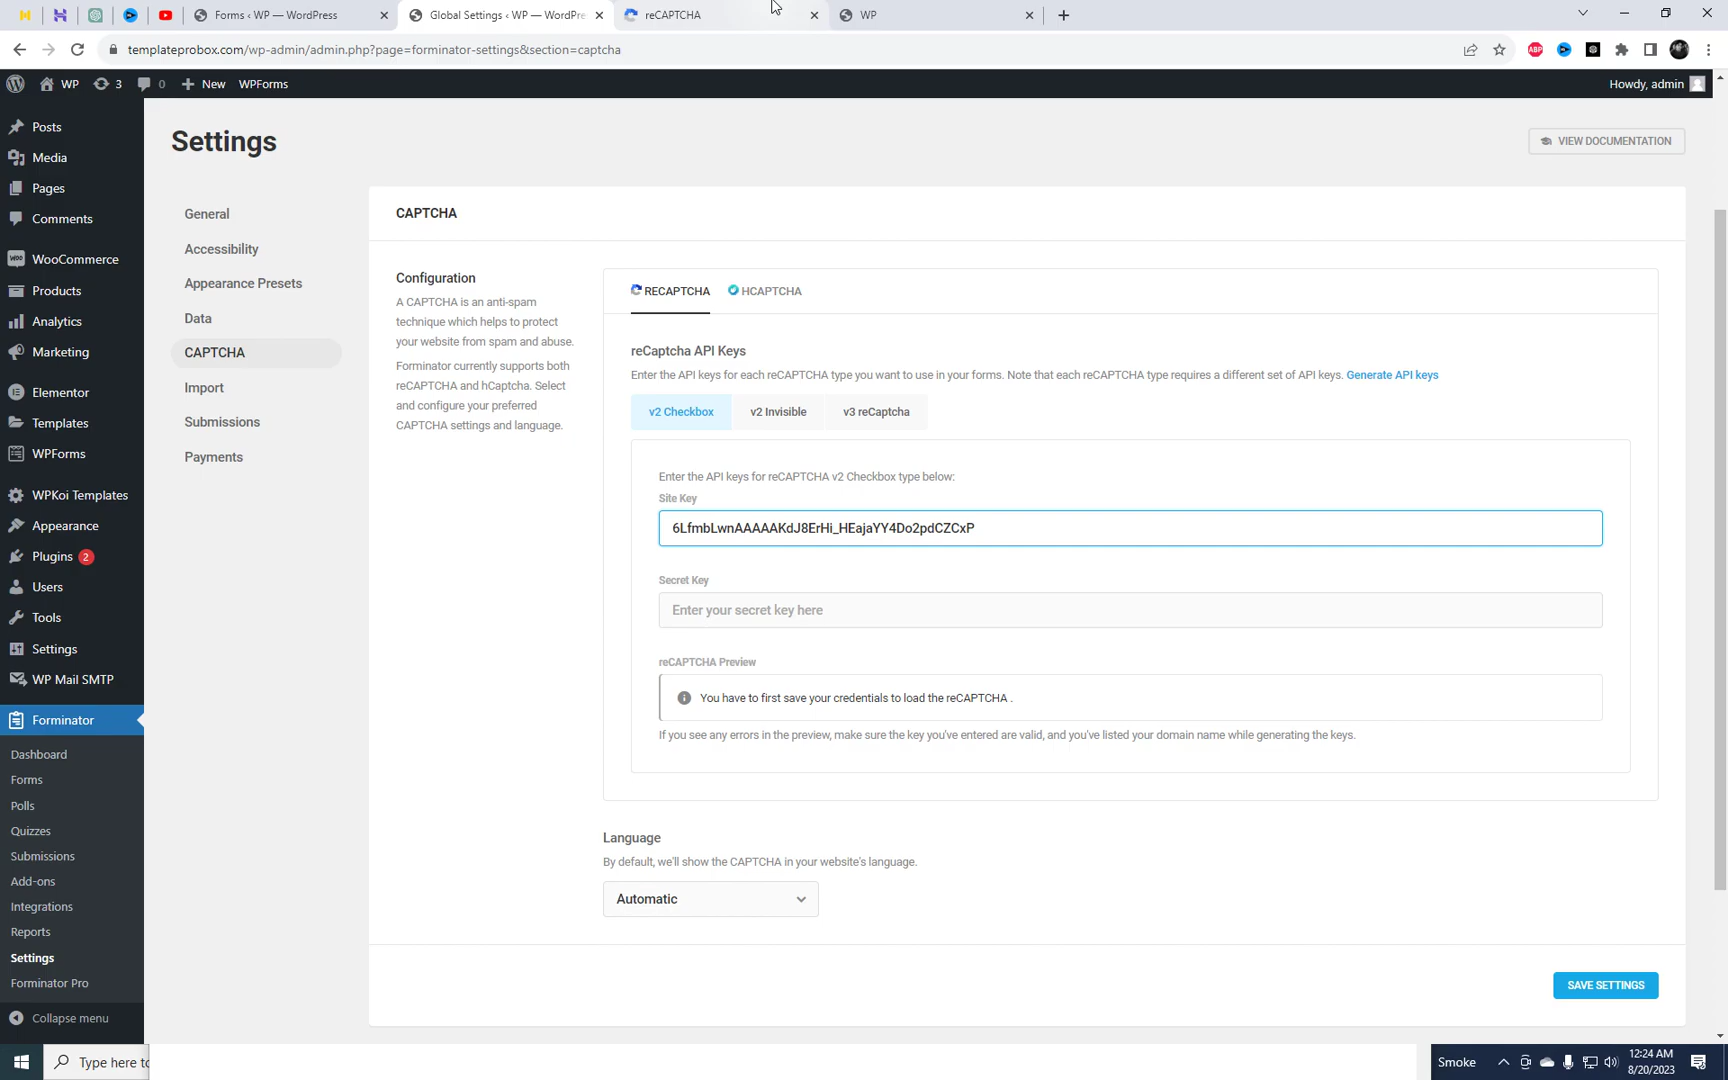 Forms ‹ WP — WordPress
Global Settings ‹ WP — WordPre
reCAPTCHA
WP
templateprobox.com/wp-admin/admin.php?page=forminator-settings&section=captcha
ABP
WP
3
0
New
WPForms
Howdy, admin
Posts
Media
Pages
Comments
WooCommerce
Products
Analytics
Marketing
Elementor
Templates
WPForms
WPKoi Templates
Appearance
Plugins 2
Users
Tools
Settings
WP Mail SMTP
Forminator
Dashboard
Forms
Polls
Quizzes
Submissions
Add-ons
Integrations
Reports
Settings
Forminator Pro
Collapse menu
Settings
VIEW DOCUMENTATION
General
Accessibility
Appearance Presets
Data
CAPTCHA
Import
Submissions
Payments
CAPTCHA
Configuration
A CAPTCHA is an anti-spam
technique which helps to protect
your website from spam and abuse.
Forminator currently supports both
reCAPTCHA and hCaptcha. Select
and configure your preferred
CAPTCHA settings and language.
RECAPTCHA
HCAPTCHA
reCaptcha API Keys
Enter the API keys for each reCAPTCHA type you want to use in your forms. Note that each reCAPTCHA type requires a different set of API keys. Generate API keys
v2 Checkbox
v2 Invisible
v3 reCaptcha
Enter the API keys for reCAPTCHA v2 Checkbox type below:
Site Key
6LfmbLwnAAAAAKdJ8ErHi_HEajaYY4Do2pdCZCxP
Secret Key
Enter your secret key here
reCAPTCHA Preview
You have to first save your credentials to load the reCAPTCHA .
If you see any errors in the preview, make sure the key you've entered are valid, and you've listed your domain name while generating the keys.
Language
By default, we'll show the CAPTCHA in your website's language.
Automatic
SAVE SETTINGS
Type here to
Smoke
12:24 AM
8/20/2023